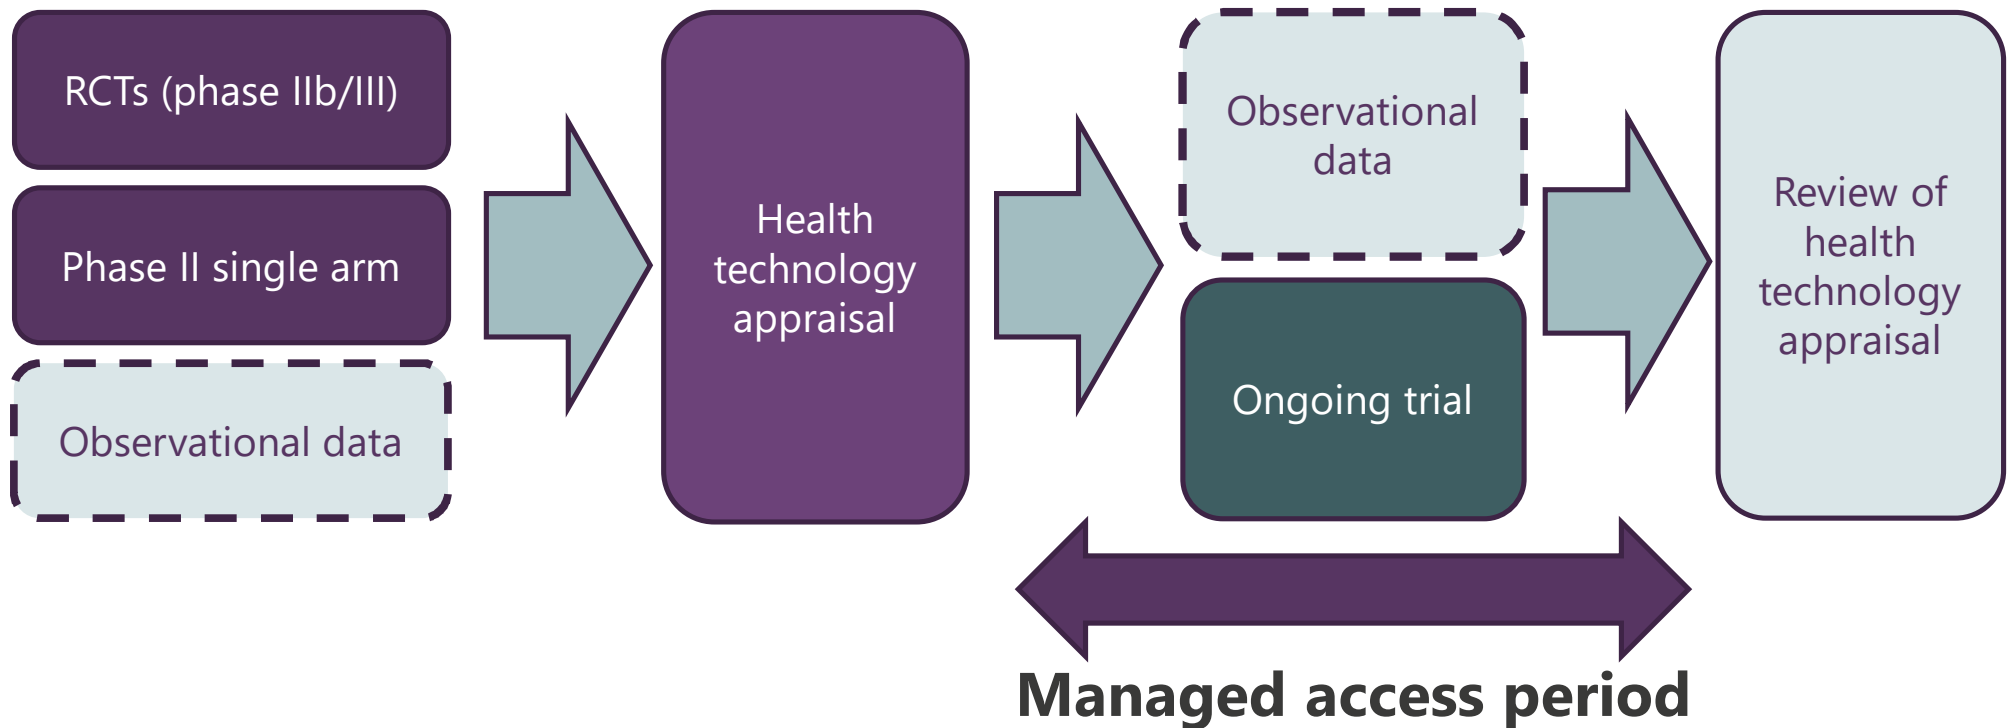 RCTs (phase IIb/III)
Phase II single arm
Observational data
Health
technology
appraisal
Observational
data
Ongoing trial
Review of
health
technology
appraisal
Managed access period